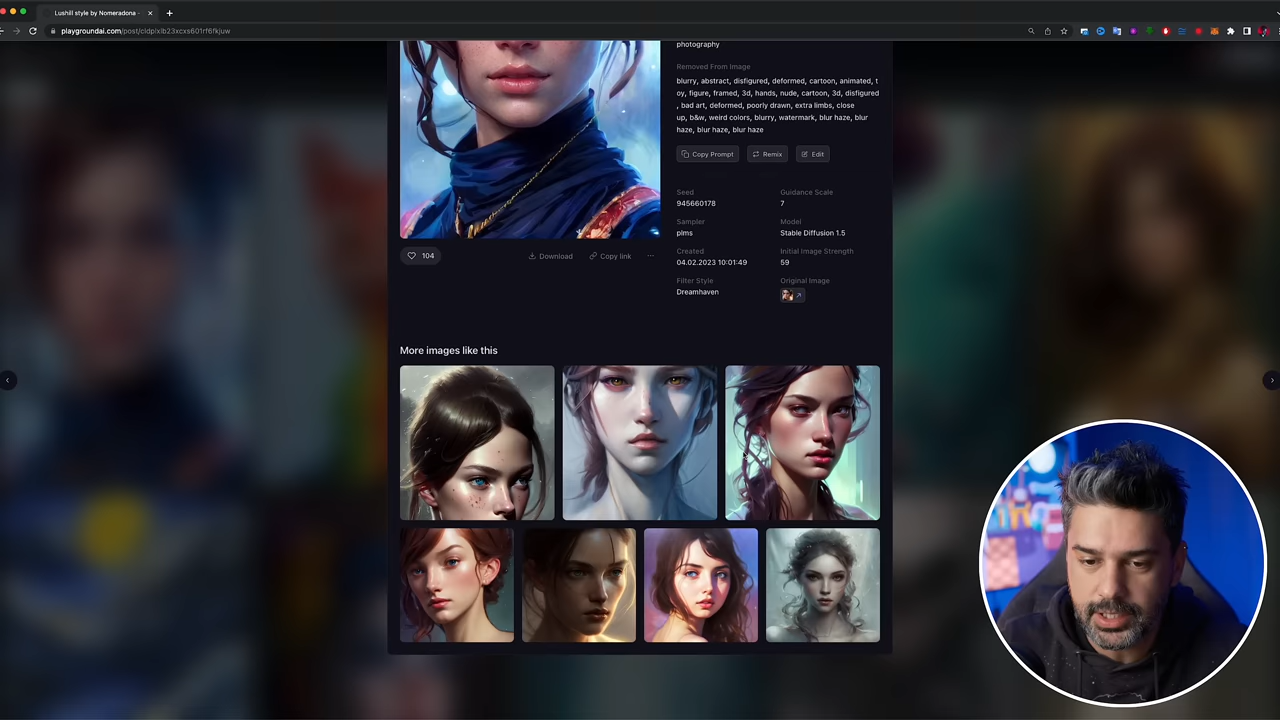 Lushill style by Nomeradona -
playgroundai.com/post/cldplxlb23xcxs601rf6fkjuw
photography
Removed From Image
blurry, abstract, disfigured, deformed, cartoon, animated, t
oy, figure, framed, 3d, hands, nude, cartoon, 3d, disfigured
, bad art, deformed, poorly drawn, extra limbs, close
up, b&w, weird colors, blurry, watermark, blur haze, blur
haze, blur haze, blur haze
Copy Prompt Remix Edit
Seed Guidance Scale
945660178 7
Sampler Model
plms Stable Diffusion 1.5
104 Download Copy link
Created Initial Image Strength
04.02.2023 10:01:49 59
Filter Style Original Image
Dreamhaven
More images like this